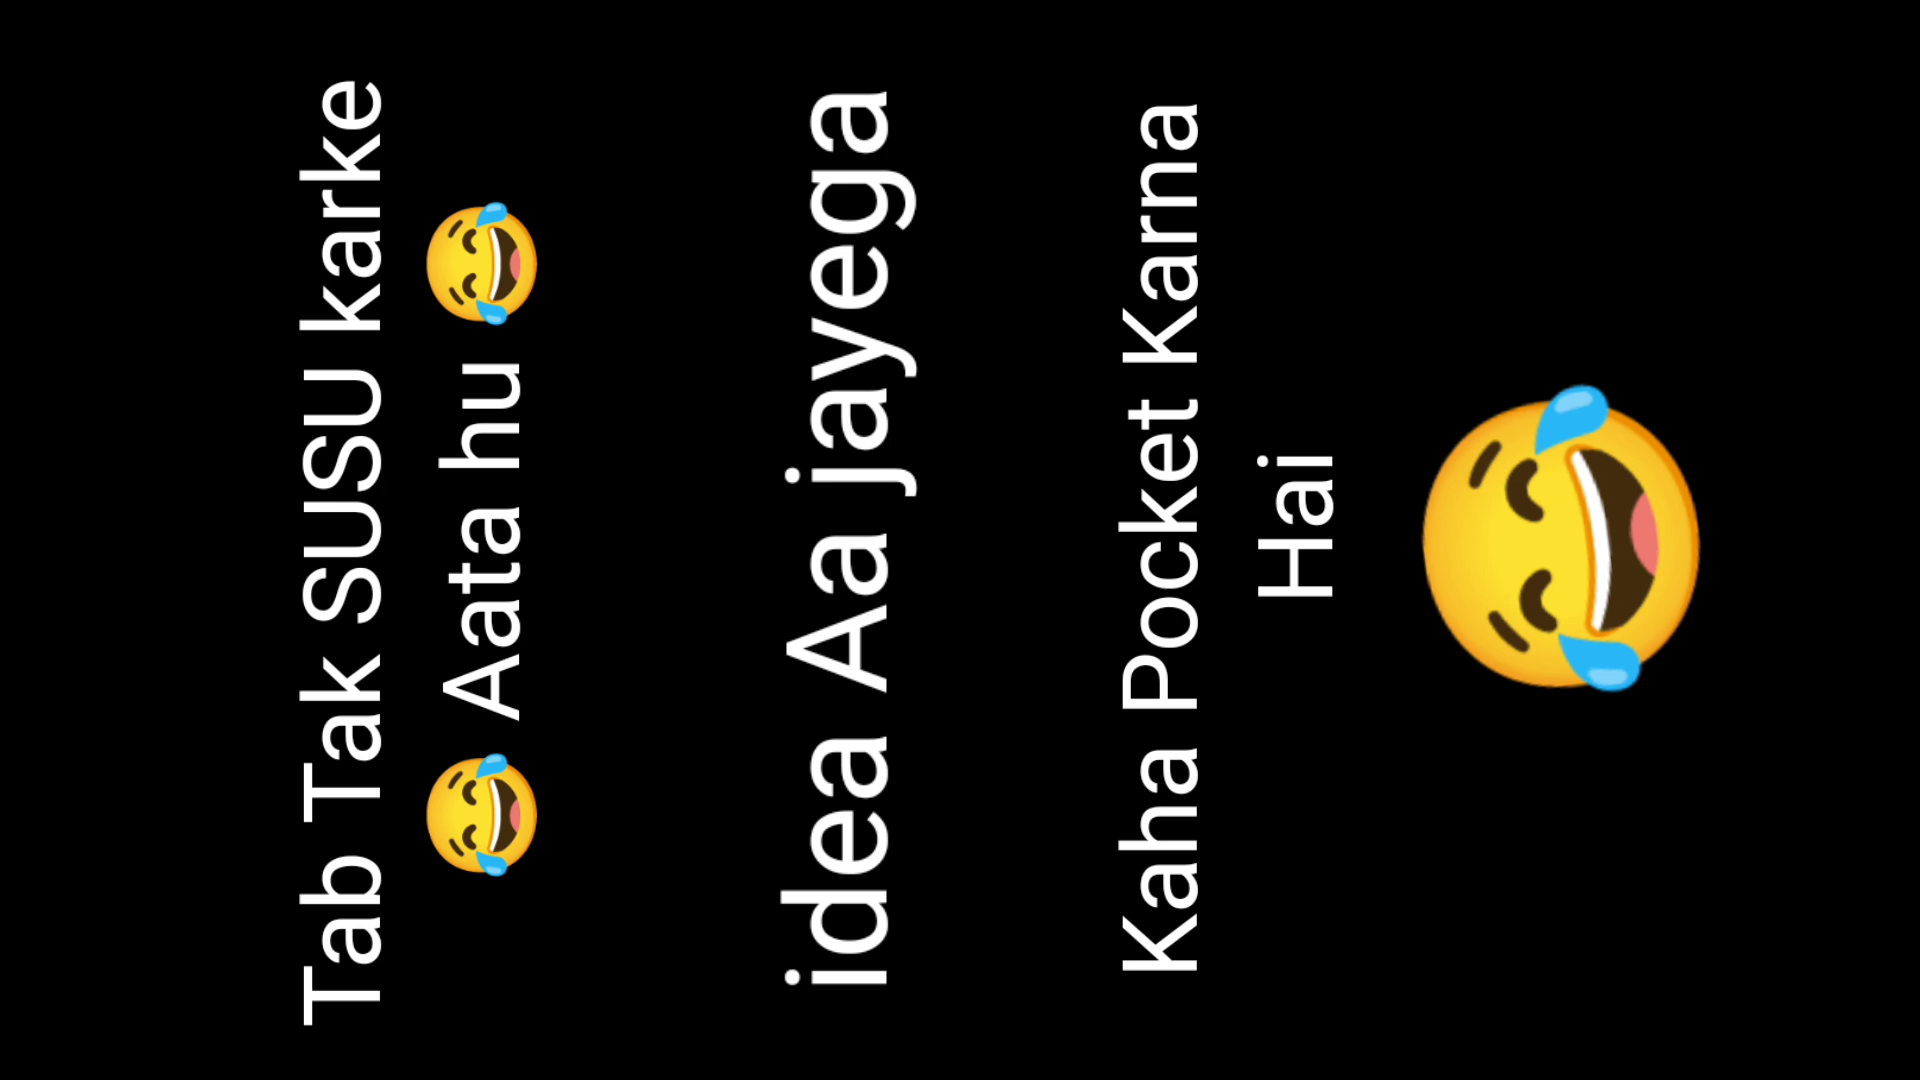 Tab Tak SUSU karke
😂 Aata hu 😂
idea Aa jayega
Kaha Pocket Karna
Hai
😂